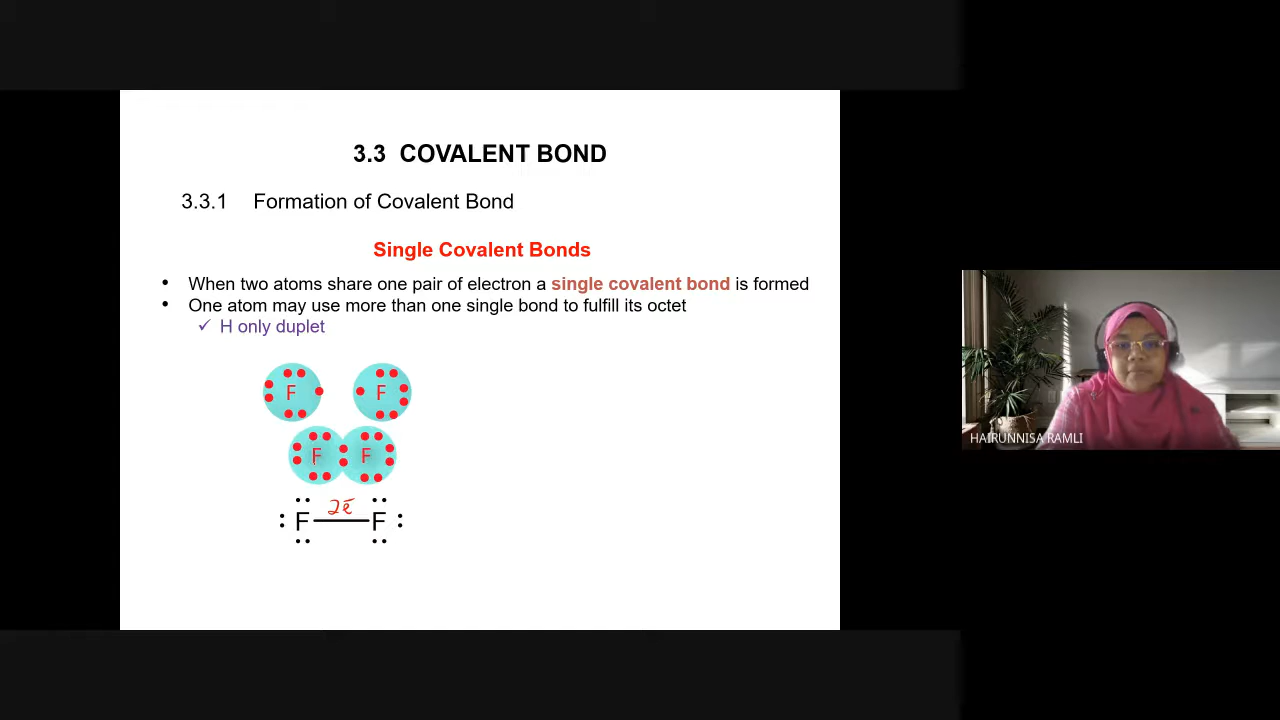 3.3 COVALENT BOND
3.3.1 Formation of Covalent Bond
Single Covalent Bonds
• When two atoms share one pair of electron a single covalent bond is formed
• One atom may use more than one single bond to fulfill its octet
✓ H only duplet
F F
F F
2e̅
F F
HAIRUNNISA RAMLI